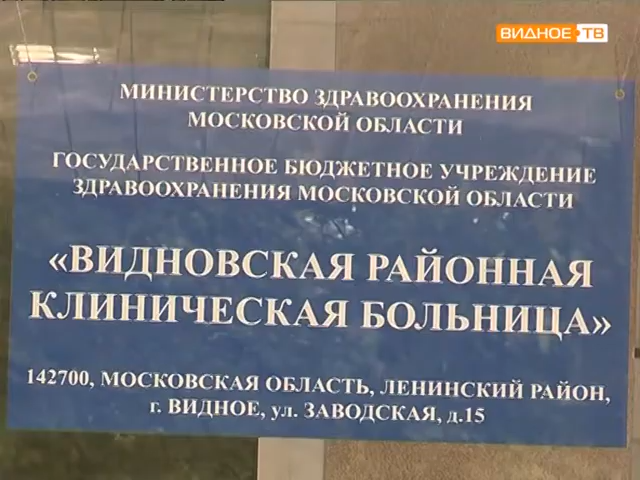 ВИДНОЕ ТВ
МИНИСТЕРСТВО ЗДРАВООХРАНЕНИЯ
МОСКОВСКОЙ ОБЛАСТИ
ГОСУДАРСТВЕННОЕ БЮДЖЕТНОЕ УЧРЕЖДЕНИЕ
ЗДРАВООХРАНЕНИЯ МОСКОВСКОЙ ОБЛАСТИ
«ВИДНОВСКАЯ РАЙОННАЯ
КЛИНИЧЕСКАЯ БОЛЬНИЦА»
142700, МОСКОВСКАЯ ОБЛАСТЬ, ЛЕНИНСКИЙ РАЙОН,
г. ВИДНОЕ, ул. ЗАВОДСКАЯ, д.15